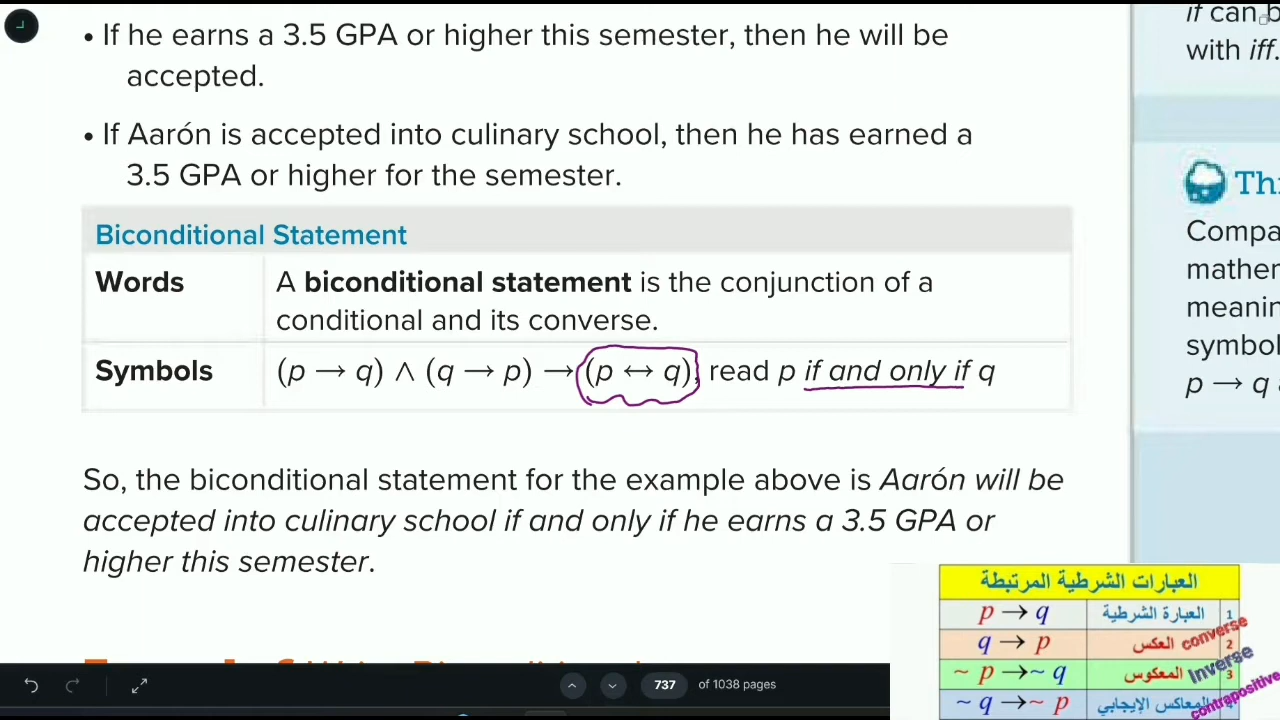 • If he earns a 3.5 GPA or higher this semester, then he will be
accepted.
• If Aarón is accepted into culinary school, then he has earned a
3.5 GPA or higher for the semester.
Biconditional Statement
Words
A biconditional statement is the conjunction of a
conditional and its converse.
Symbols
(p → q) ∧ (q → p) → (p ↔ q), read p if and only if q
So, the biconditional statement for the example above is Aarón will be
accepted into culinary school if and only if he earns a 3.5 GPA or
higher this semester.
if can b
with iff.
Thi
Compa
mather
meanin
symbol
p → q
737 of 1038 pages
العبارات الشرطية المرتبطة
1 العبارة الشرطية p → q
2 العكس converse q → p
3 المعكوس Inverse ~ p → ~ q
المعاكس الإيجابي contrapositive ~ q → ~ p